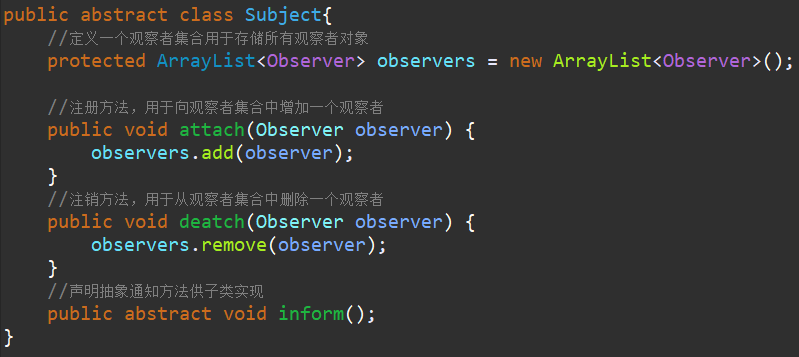 public abstract class Subject{
//定义一个观察者集合用于存储所有观察者对象
protected ArrayList<Observer> observers = new ArrayList<Observer>();
//注册方法，用于向观察者集合中增加一个观察者
public void attach(Observer observer) {
observers.add(observer);
}
//注销方法，用于从观察者集合中删除一个观察者
public void deatch(Observer observer) {
observers.remove(observer);
}
//声明抽象通知方法供子类实现
public abstract void inform();
}